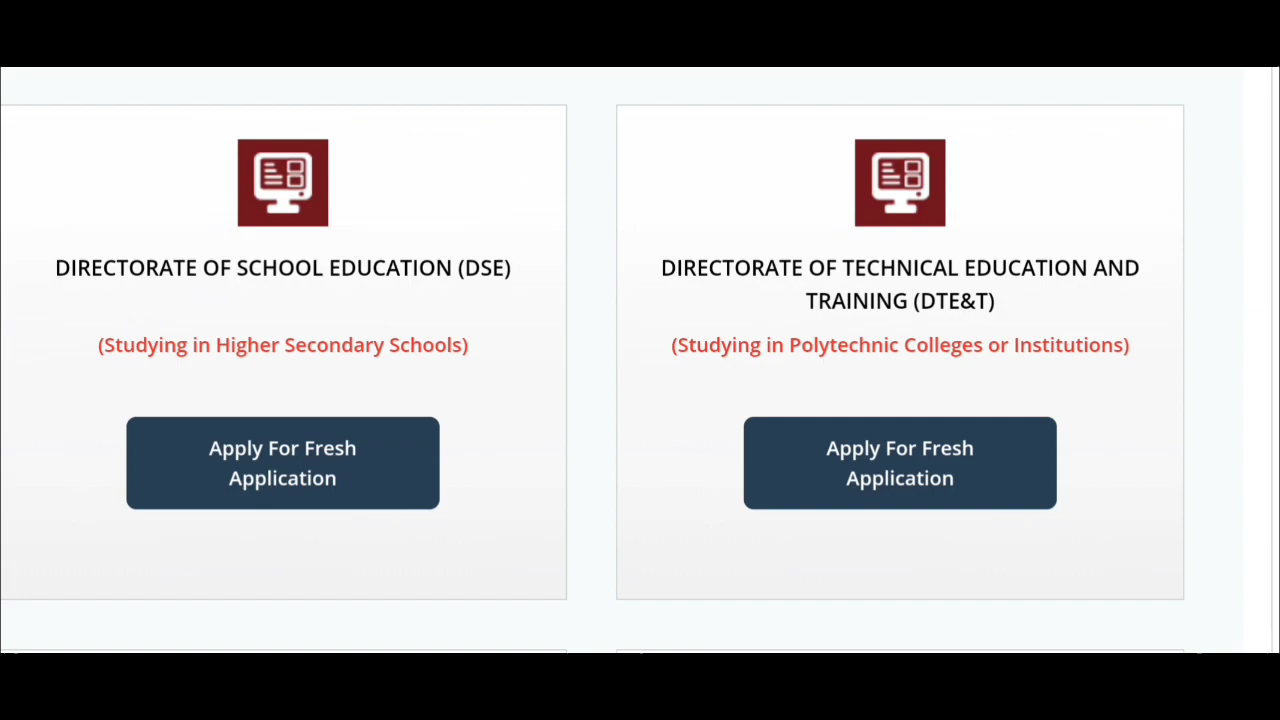 DIRECTORATE OF SCHOOL EDUCATION (DSE)
(Studying in Higher Secondary Schools)
Apply For Fresh
Application
DIRECTORATE OF TECHNICAL EDUCATION AND
TRAINING (DTE&T)
(Studying in Polytechnic Colleges or Institutions)
Apply For Fresh
Application